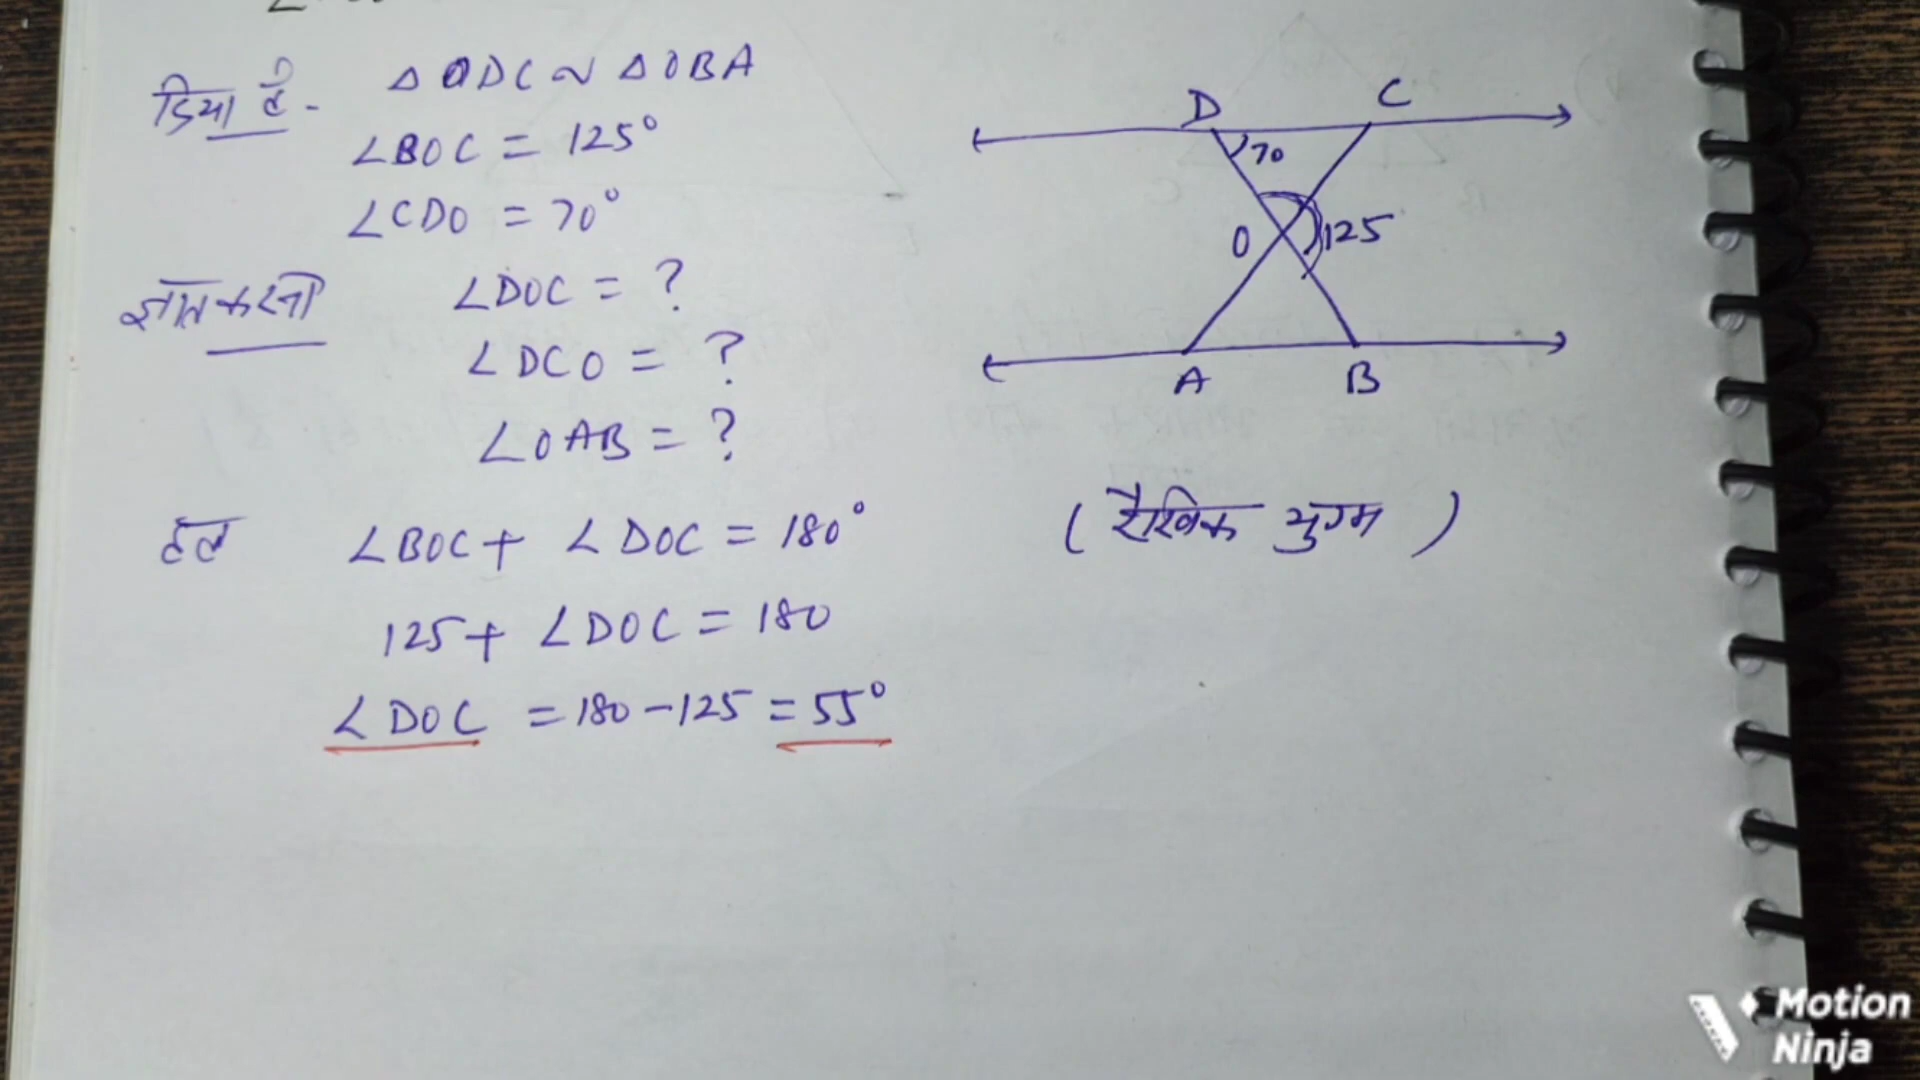 दिया है - △ODC ~ △OBA
∠BOC = 125°
∠CDO = 70°
ज्ञात करना ∠DOC = ?
∠DCO = ?
∠OAB = ?
हल ∠BOC + ∠DOC = 180° (रैखिक युग्म)
125 + ∠DOC = 180
∠DOC = 180 - 125 = 55°
D C
70
O 125
A B
Motion
Ninja